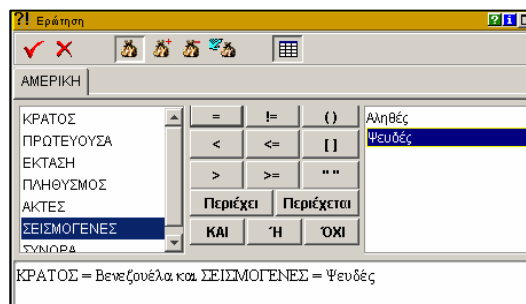 ?! Ερώτηση
ΑΜΕΡΙΚΗ
ΚΡΑΤΟΣ
ΠΡΩΤΕΥΟΥΣΑ
ΕΚΤΑΣΗ
ΠΛΗΘΥΣΜΟΣ
ΑΚΤΕΣ
ΣΕΙΣΜΟΓΕΝΕΣ
ΣΥΝΟΡΑ
= != ()
< <= []
> >= " "
Περιέχει Περιέχεται
ΚΑΙ Ή ΌΧΙ
Αληθές
Ψευδές
ΚΡΑΤΟΣ = Βενεζουέλα και ΣΕΙΣΜΟΓΕΝΕΣ = Ψευδές